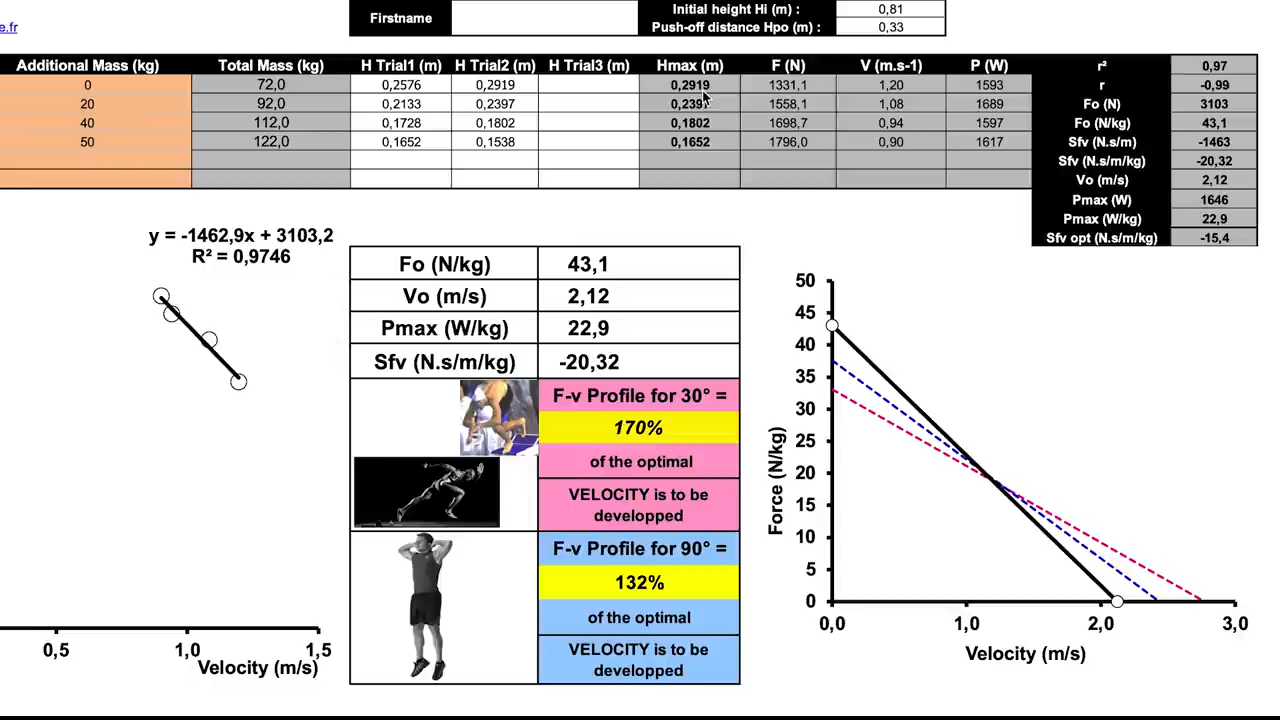 Initial height Hi (m) : 0,81
Firstname
Push-off distance Hpo (m) : 0,33
e.fr
Additional Mass (kg) Total Mass (kg) H Trial1 (m) H Trial2 (m) H Trial3 (m) Hmax (m) F (N) V (m.s-1) P (W) r² 0,97
0 72,0 0,2576 0,2919 0,2919 1331,1 1,20 1593 r -0,99
20 92,0 0,2133 0,2397 0,2397 1558,1 1,08 1689 Fo (N) 3103
40 112,0 0,1728 0,1802 0,1802 1698,7 0,94 1597 Fo (N/kg) 43,1
50 122,0 0,1652 0,1538 0,1652 1796,0 0,90 1617 Sfv (N.s/m) -1463
Sfv (N.s/m/kg) -20,32
Vo (m/s) 2,12
Pmax (W) 1646
Pmax (W/kg) 22,9
Sfv opt (N.s/m/kg) -15,4
y = -1462,9x + 3103,2
R² = 0,9746
0,5 1,0 1,5
Velocity (m/s)
Fo (N/kg) 43,1
Vo (m/s) 2,12
Pmax (W/kg) 22,9
Sfv (N.s/m/kg) -20,32
F-v Profile for 30° =
170%
of the optimal
VELOCITY is to be
developped
F-v Profile for 90° =
132%
of the optimal
VELOCITY is to be
developped
50
45
40
35
30
25
20
15
10
5
0
Force (N/kg)
0,0 1,0 2,0 3,0
Velocity (m/s)